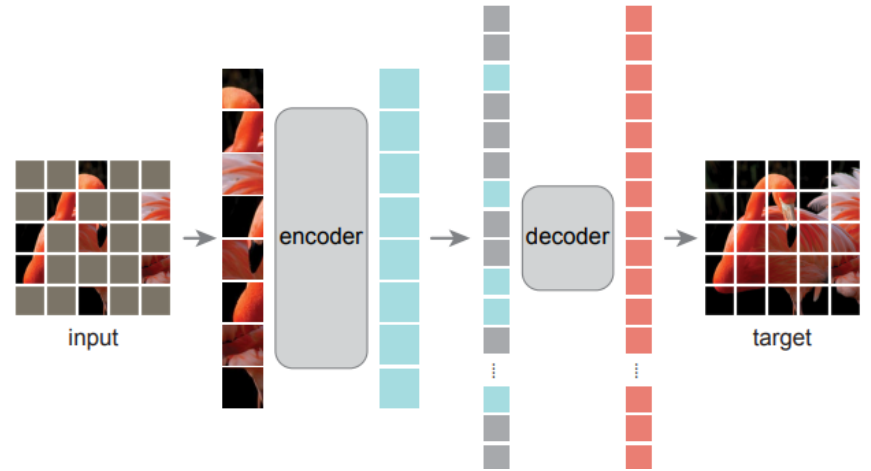 encoder
decoder
input
target